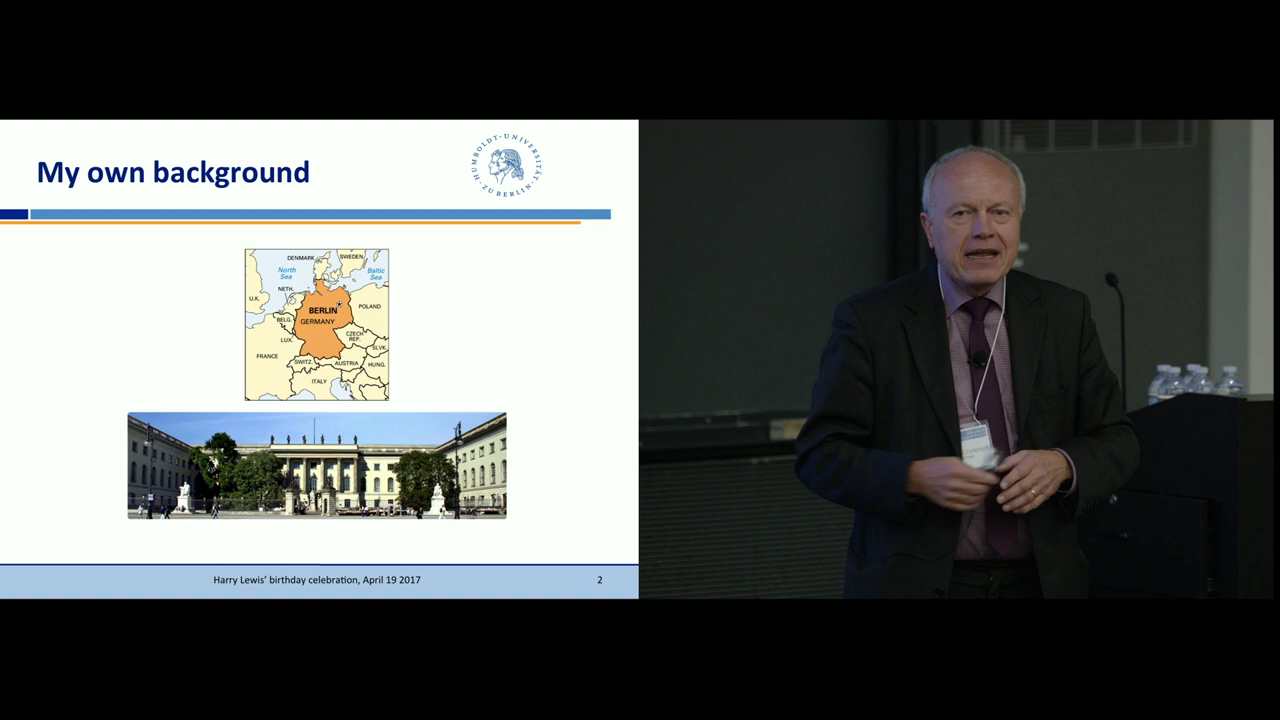 My own background
HUMBOLDT-UNIVERSITÄT
·ZU BERLIN·
DENMARK
SWEDEN
North
Sea
Baltic
Sea
NETH.
U.K.
BERLIN
POLAND
GERMANY
BELG.
LUX.
CZECH
REP.
SLVK.
FRANCE
SWITZ.
AUSTRIA
HUNG.
ITALY
Harry Lewis’ birthday celebration, April 19 2017
2